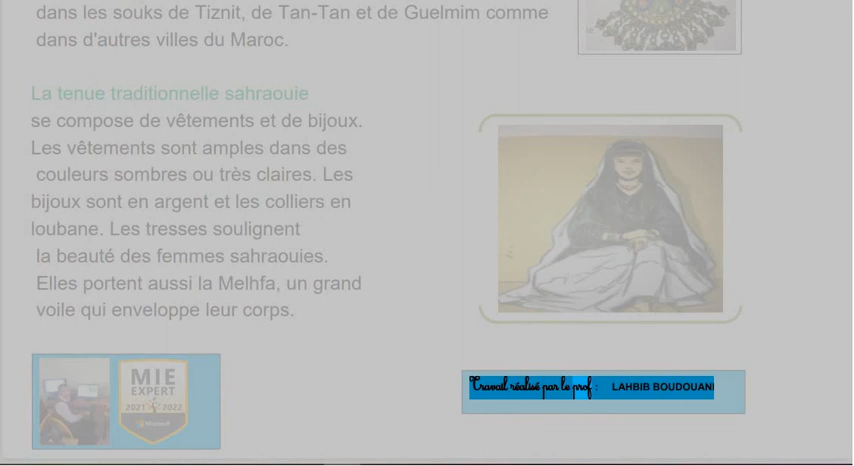 dans les souks de Tiznit, de Tan-Tan et de Guelmim comme
dans d'autres villes du Maroc.
La tenue traditionnelle sahraouie
se compose de vêtements et de bijoux.
Les vêtements sont amples dans des
couleurs sombres ou très claires. Les
bijoux sont en argent et les colliers en
loubane. Les tresses soulignent
la beauté des femmes sahraouies.
Elles portent aussi la Melhfa, un grand
voile qui enveloppe leur corps.
MIE
EXPERT
2021 2022
Microsoft
Travail réalisé par le prof : LAHBIB BOUDOUANI